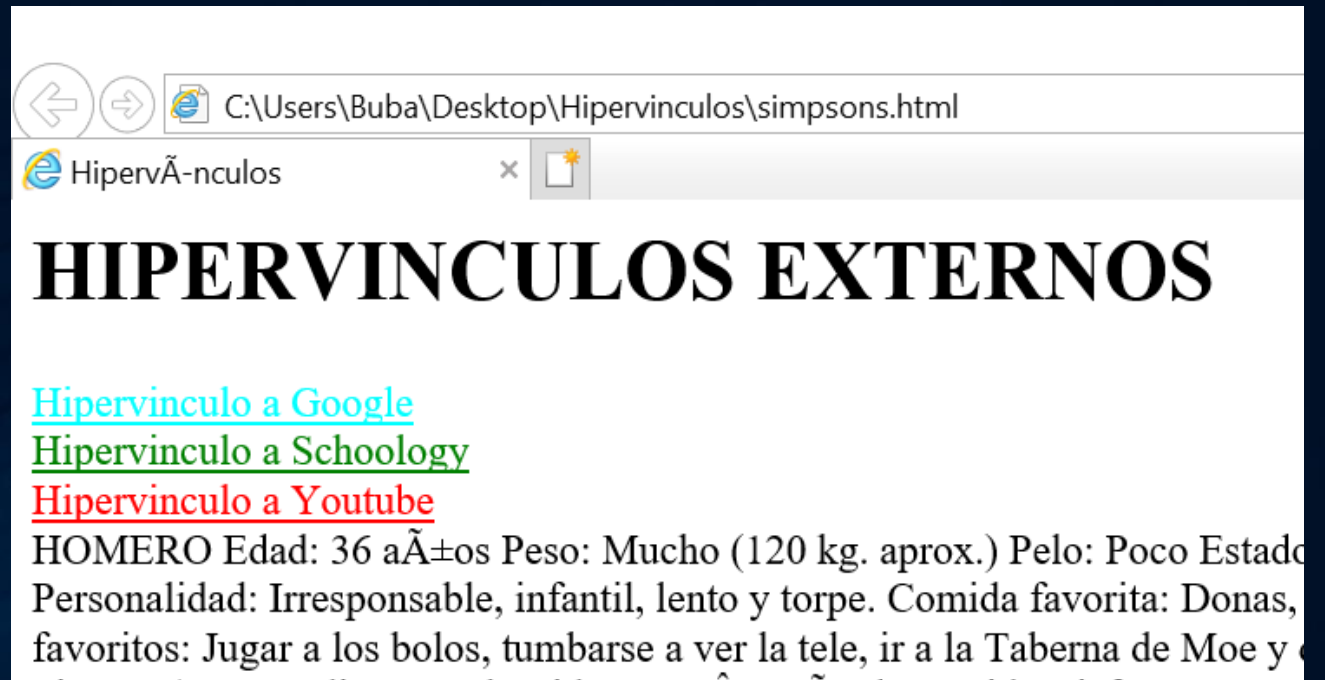 C:\Users\Buba\Desktop\Hipervinculos\simpsons.html
HipervÃ-nculos
HIPERVINCULOS EXTERNOS
Hipervinculo a Google
Hipervinculo a Schoology
Hipervinculo a Youtube
HOMERO Edad: 36 aÃ±os Peso: Mucho (120 kg. aprox.) Pelo: Poco Estado
Personalidad: Irresponsable, infantil, lento y torpe. Comida favorita: Donas,
favoritos: Jugar a los bolos, tumbarse a ver la tele, ir a la Taberna de Moe y